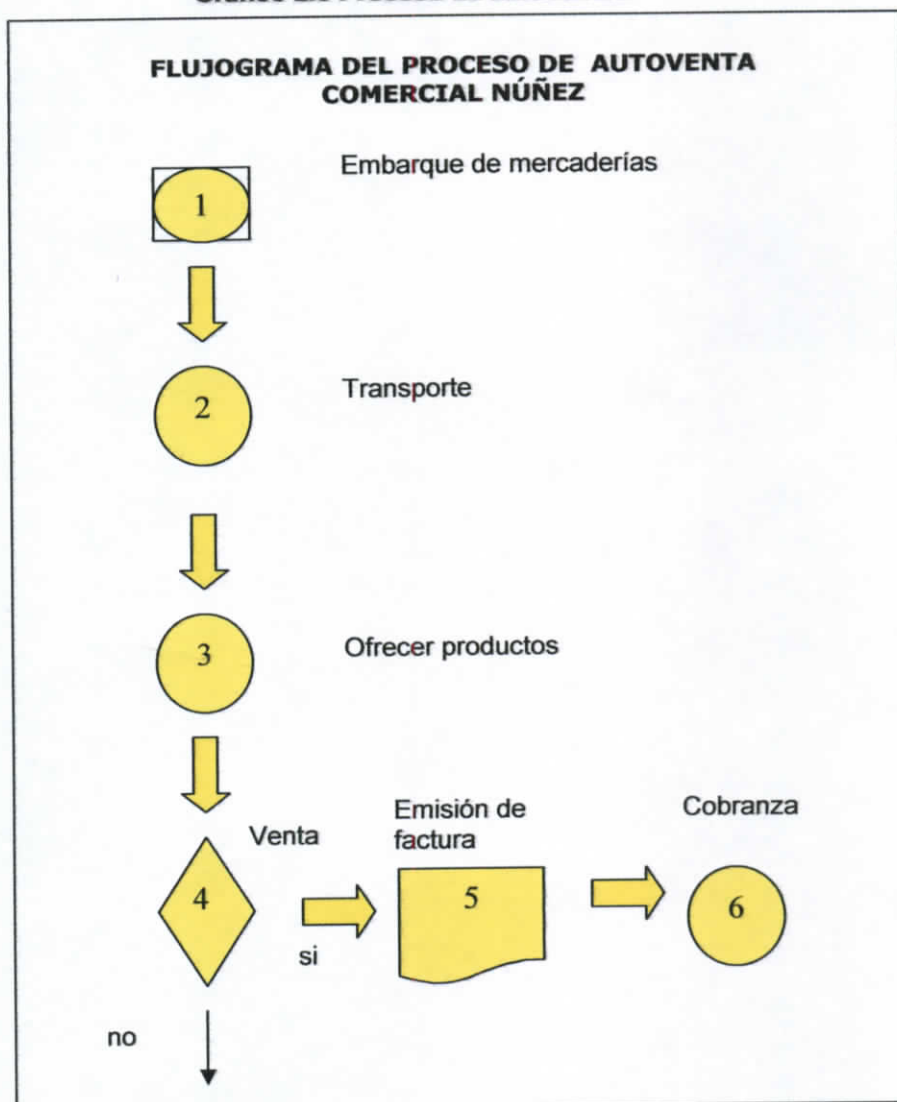 FLUJOGRAMA DEL PROCESO DE AUTOVENTA
COMERCIAL NÚÑEZ
Embarque de mercaderías
1
Transporte
2
Ofrecer productos
3
Venta
Emisión de
factura
Cobranza
4
5
6
si
no